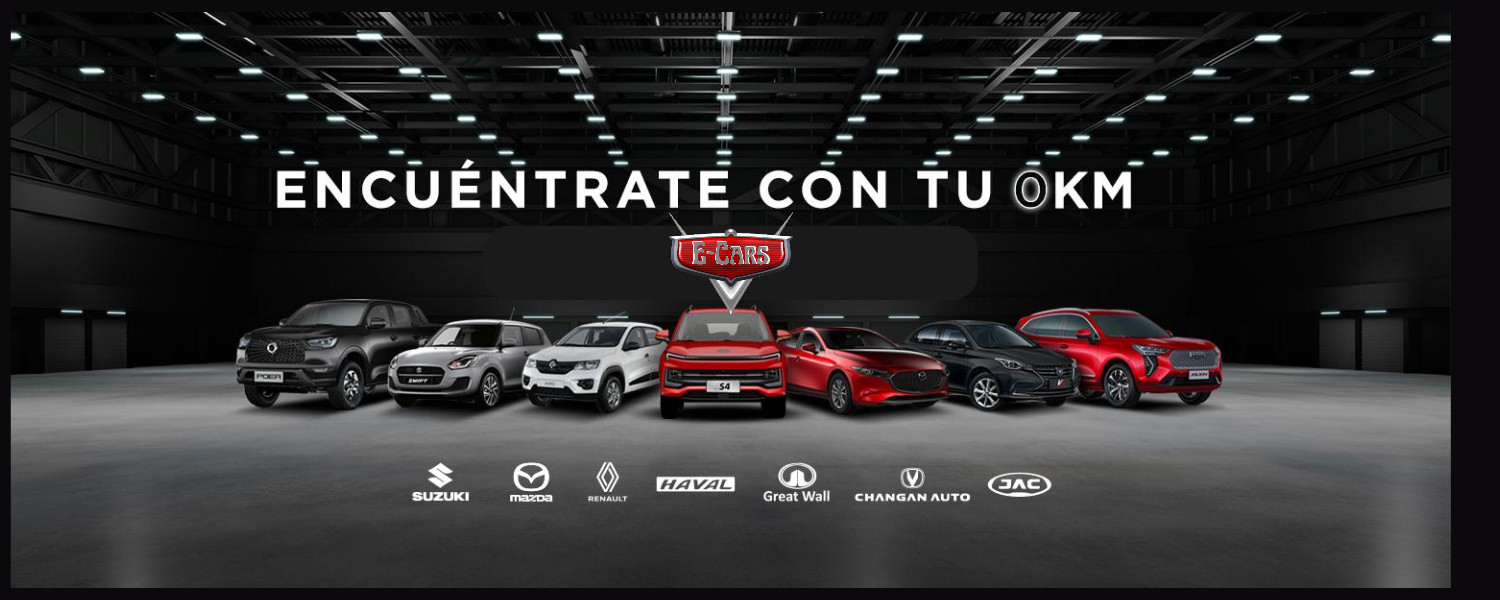 ENCUÉNTRATE CON TU 0KM
E-CARS
POER
SWIFT
S4
SUZUKI
mazda
RENAULT
HAVAL
Great Wall
CHANGAN AUTO
JAC